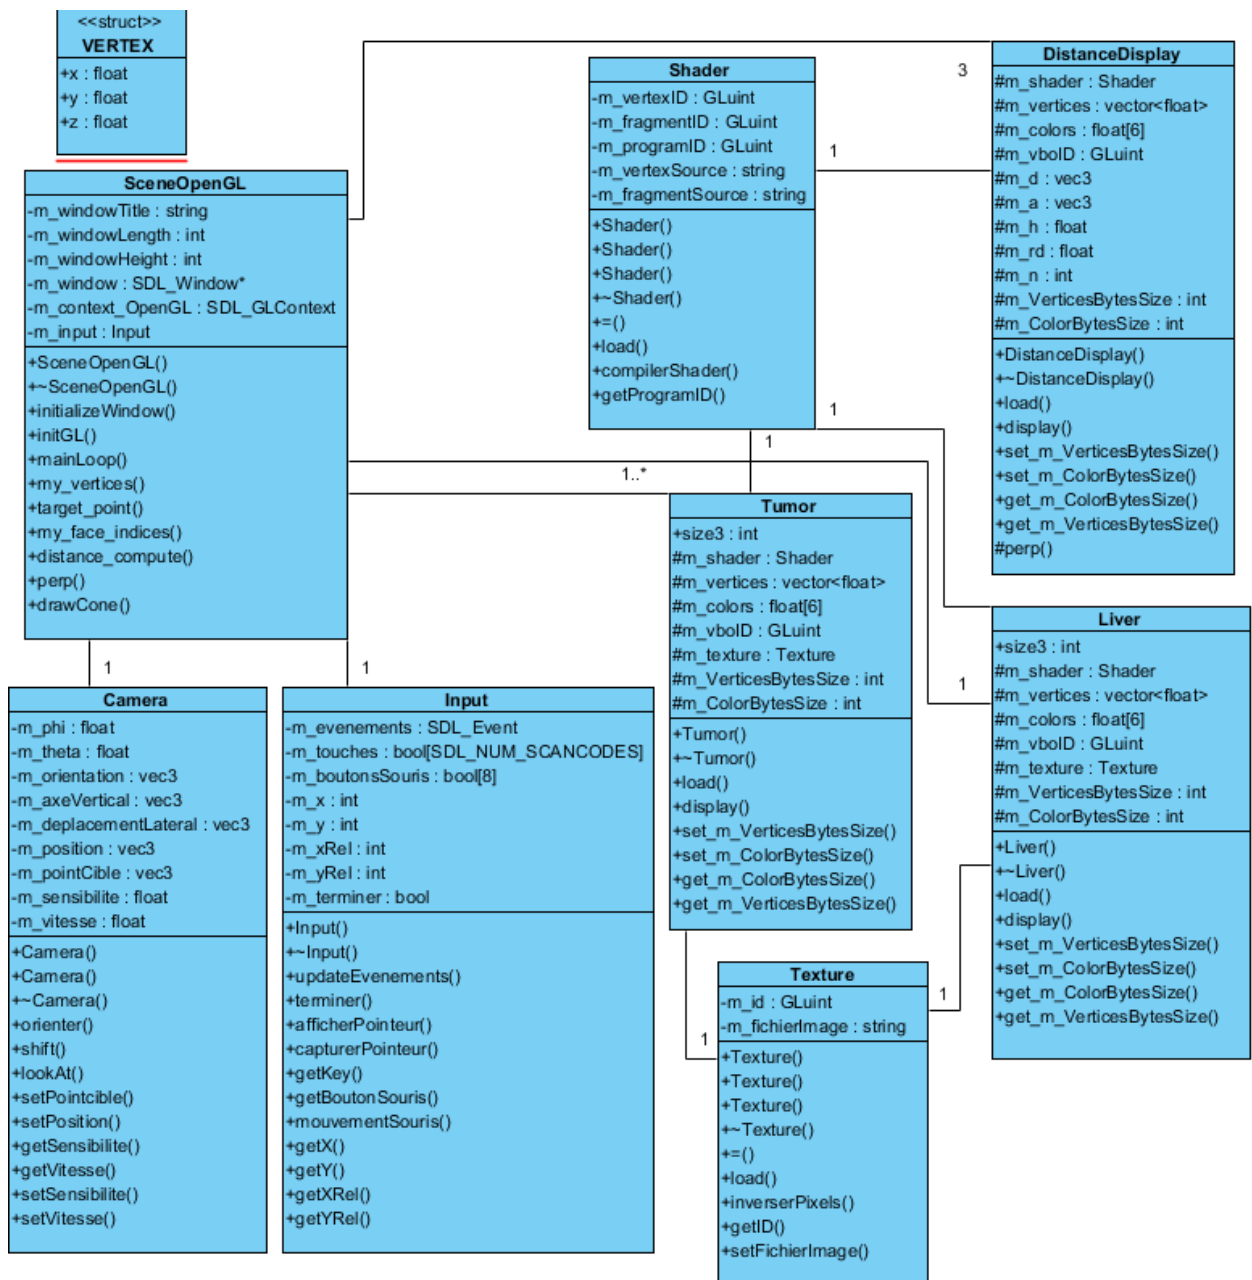 <<struct>>
VERTEX
+x : float
+y : float
+z : float
SceneOpenGL
-m_windowTitle : string
-m_windowLength : int
-m_windowHeight : int
-m_window : SDL_Window*
-m_context_OpenGL : SDL_GLContext
-m_input : Input
+SceneOpenGL()
+~SceneOpenGL()
+initializeWindow()
+initGL()
+mainLoop()
+my_vertices()
+target_point()
+my_face_indices()
+distance_compute()
+perp()
+drawCone()
Shader
-m_vertexID : GLuint
-m_fragmentID : GLuint
-m_programID : GLuint
-m_vertexSource : string
-m_fragmentSource : string
+Shader()
+Shader()
+Shader()
+~Shader()
+=()
+load()
+compilerShader()
+getProgramID()
3
1
1
1
1..*
1
DistanceDisplay
#m_shader : Shader
#m_vertices : vector<float>
#m_colors : float[6]
#m_vboID : GLuint
#m_d : vec3
#m_a : vec3
#m_h : float
#m_rd : float
#m_n : int
#m_VerticesBytesSize : int
#m_ColorBytesSize : int
+DistanceDisplay()
+~DistanceDisplay()
+load()
+display()
+set_m_VerticesBytesSize()
+set_m_ColorBytesSize()
+get_m_ColorBytesSize()
+get_m_VerticesBytesSize()
#perp()
Tumor
+size3 : int
#m_shader : Shader
#m_vertices : vector<float>
#m_colors : float[6]
#m_vboID : GLuint
#m_texture : Texture
#m_VerticesBytesSize : int
#m_ColorBytesSize : int
+Tumor()
+~Tumor()
+load()
+display()
+set_m_VerticesBytesSize()
+set_m_ColorBytesSize()
+get_m_ColorBytesSize()
+get_m_VerticesBytesSize()
Liver
+size3 : int
#m_shader : Shader
#m_vertices : vector<float>
#m_colors : float[6]
#m_vboID : GLuint
#m_texture : Texture
#m_VerticesBytesSize : int
#m_ColorBytesSize : int
+Liver()
+~Liver()
+load()
+display()
+set_m_VerticesBytesSize()
+set_m_ColorBytesSize()
+get_m_ColorBytesSize()
+get_m_VerticesBytesSize()
1
1
Camera
-m_phi : float
-m_theta : float
-m_orientation : vec3
-m_axeVertical : vec3
-m_deplacementLateral : vec3
-m_position : vec3
-m_pointCible : vec3
-m_sensibilite : float
-m_vitesse : float
+Camera()
+Camera()
+~Camera()
+orienter()
+shift()
+lookAt()
+setPointcible()
+setPosition()
+getSensibilite()
+getVitesse()
+setSensibilite()
+setVitesse()
Input
-m_evenements : SDL_Event
-m_touches : bool[SDL_NUM_SCANCODES]
-m_boutonsSouris : bool[8]
-m_x : int
-m_y : int
-m_xRel : int
-m_yRel : int
-m_terminer : bool
+Input()
+~Input()
+updateEvenements()
+terminer()
+afficherPointeur()
+capturerPointeur()
+getKey()
+getBoutonSouris()
+mouvementSouris()
+getX()
+getY()
+getXRel()
+getYRel()
1
1
Texture
-m_id : GLuint
-m_fichierImage : string
+Texture()
+Texture()
+Texture()
+~Texture()
+=()
+load()
+inverserPixels()
+getID()
+setFichierImage()